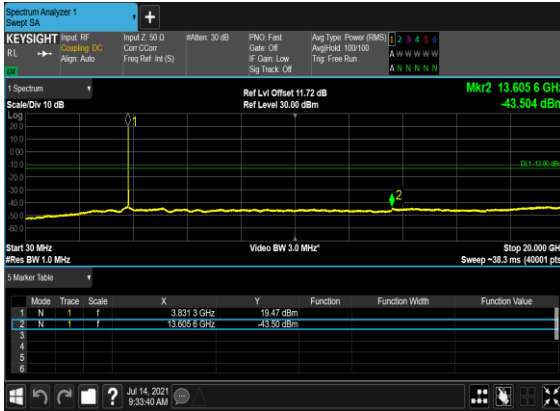 Spectrum Analyzer 1
Swept SA
+
KEYSIGHT Input: RF Input Z: 50 Ω #Atten: 30 dB PNO: Fast Avg Type: Power (RMS) 1 2 3 4 5 6
RL Coupling: DC Corr CCorr Gate: Off Avg|Hold: 100/100 A W W W W W
Align: Auto Freq Ref: Int (S) IF Gain: Low Trig: Free Run
Sig Track: Off A N N N N N
1 Spectrum Ref Lvl Offset 11.72 dB Mkr2 13.605 6 GHz
Scale/Div 10 dB Ref Level 30.00 dBm -43.504 dBm
Log
20.0
10.0
0.00
-10.0
DL1 -13.00 dBm
-20.0
-30.0
-40.0
-50.0
-60.0
1
2
Start 30 MHz Video BW 3.0 MHz* Stop 20.000 GH
#Res BW 1.0 MHz Sweep ~38.3 ms (40001 pts
5 Marker Table
Mode Trace Scale X Y Function Function Width Function Value
1 N 1 f 3.831 3 GHz 19.47 dBm
2 N 1 f 13.605 6 GHz -43.50 dBm
3
4
5
6
? Jul 14, 2021
9:33:40 AM